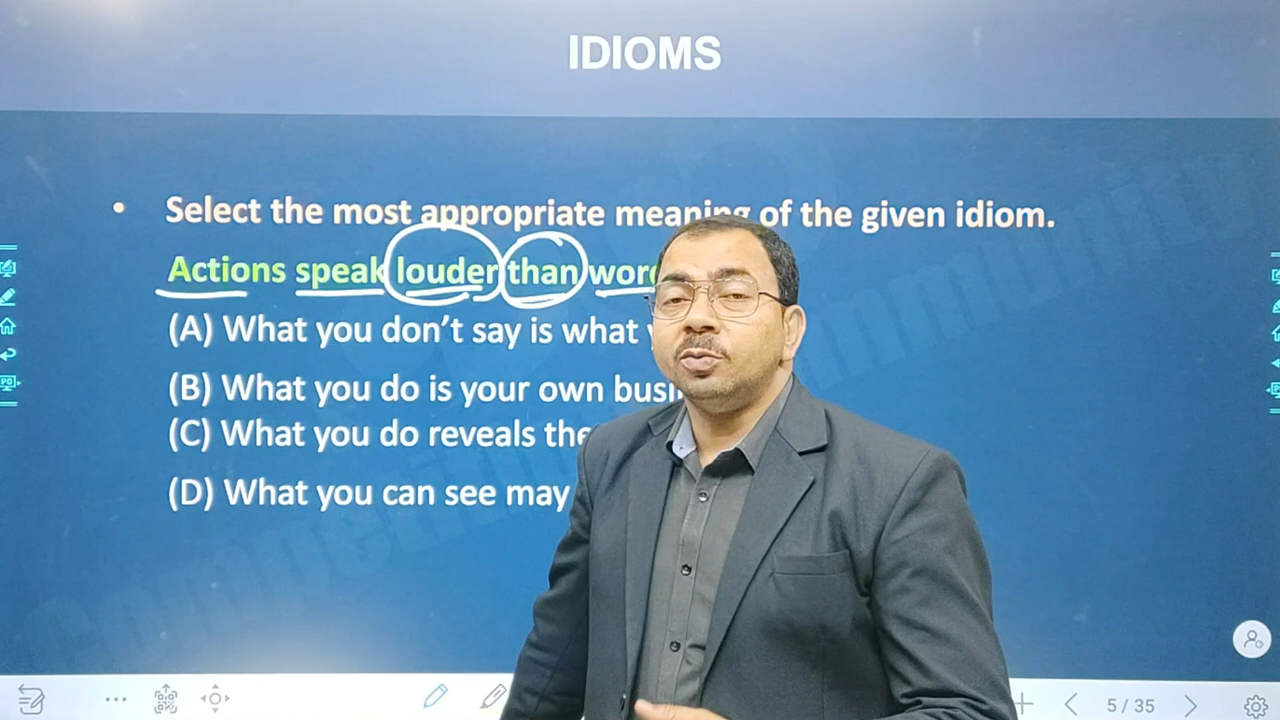 IDIOMS
• Select the most appropriate meaning of the given idiom.
Actions speak louder than
(A) What you don't say is what
(B) What you do is your own
(C) What you do reveals the
(D) What you can see may
5 / 35